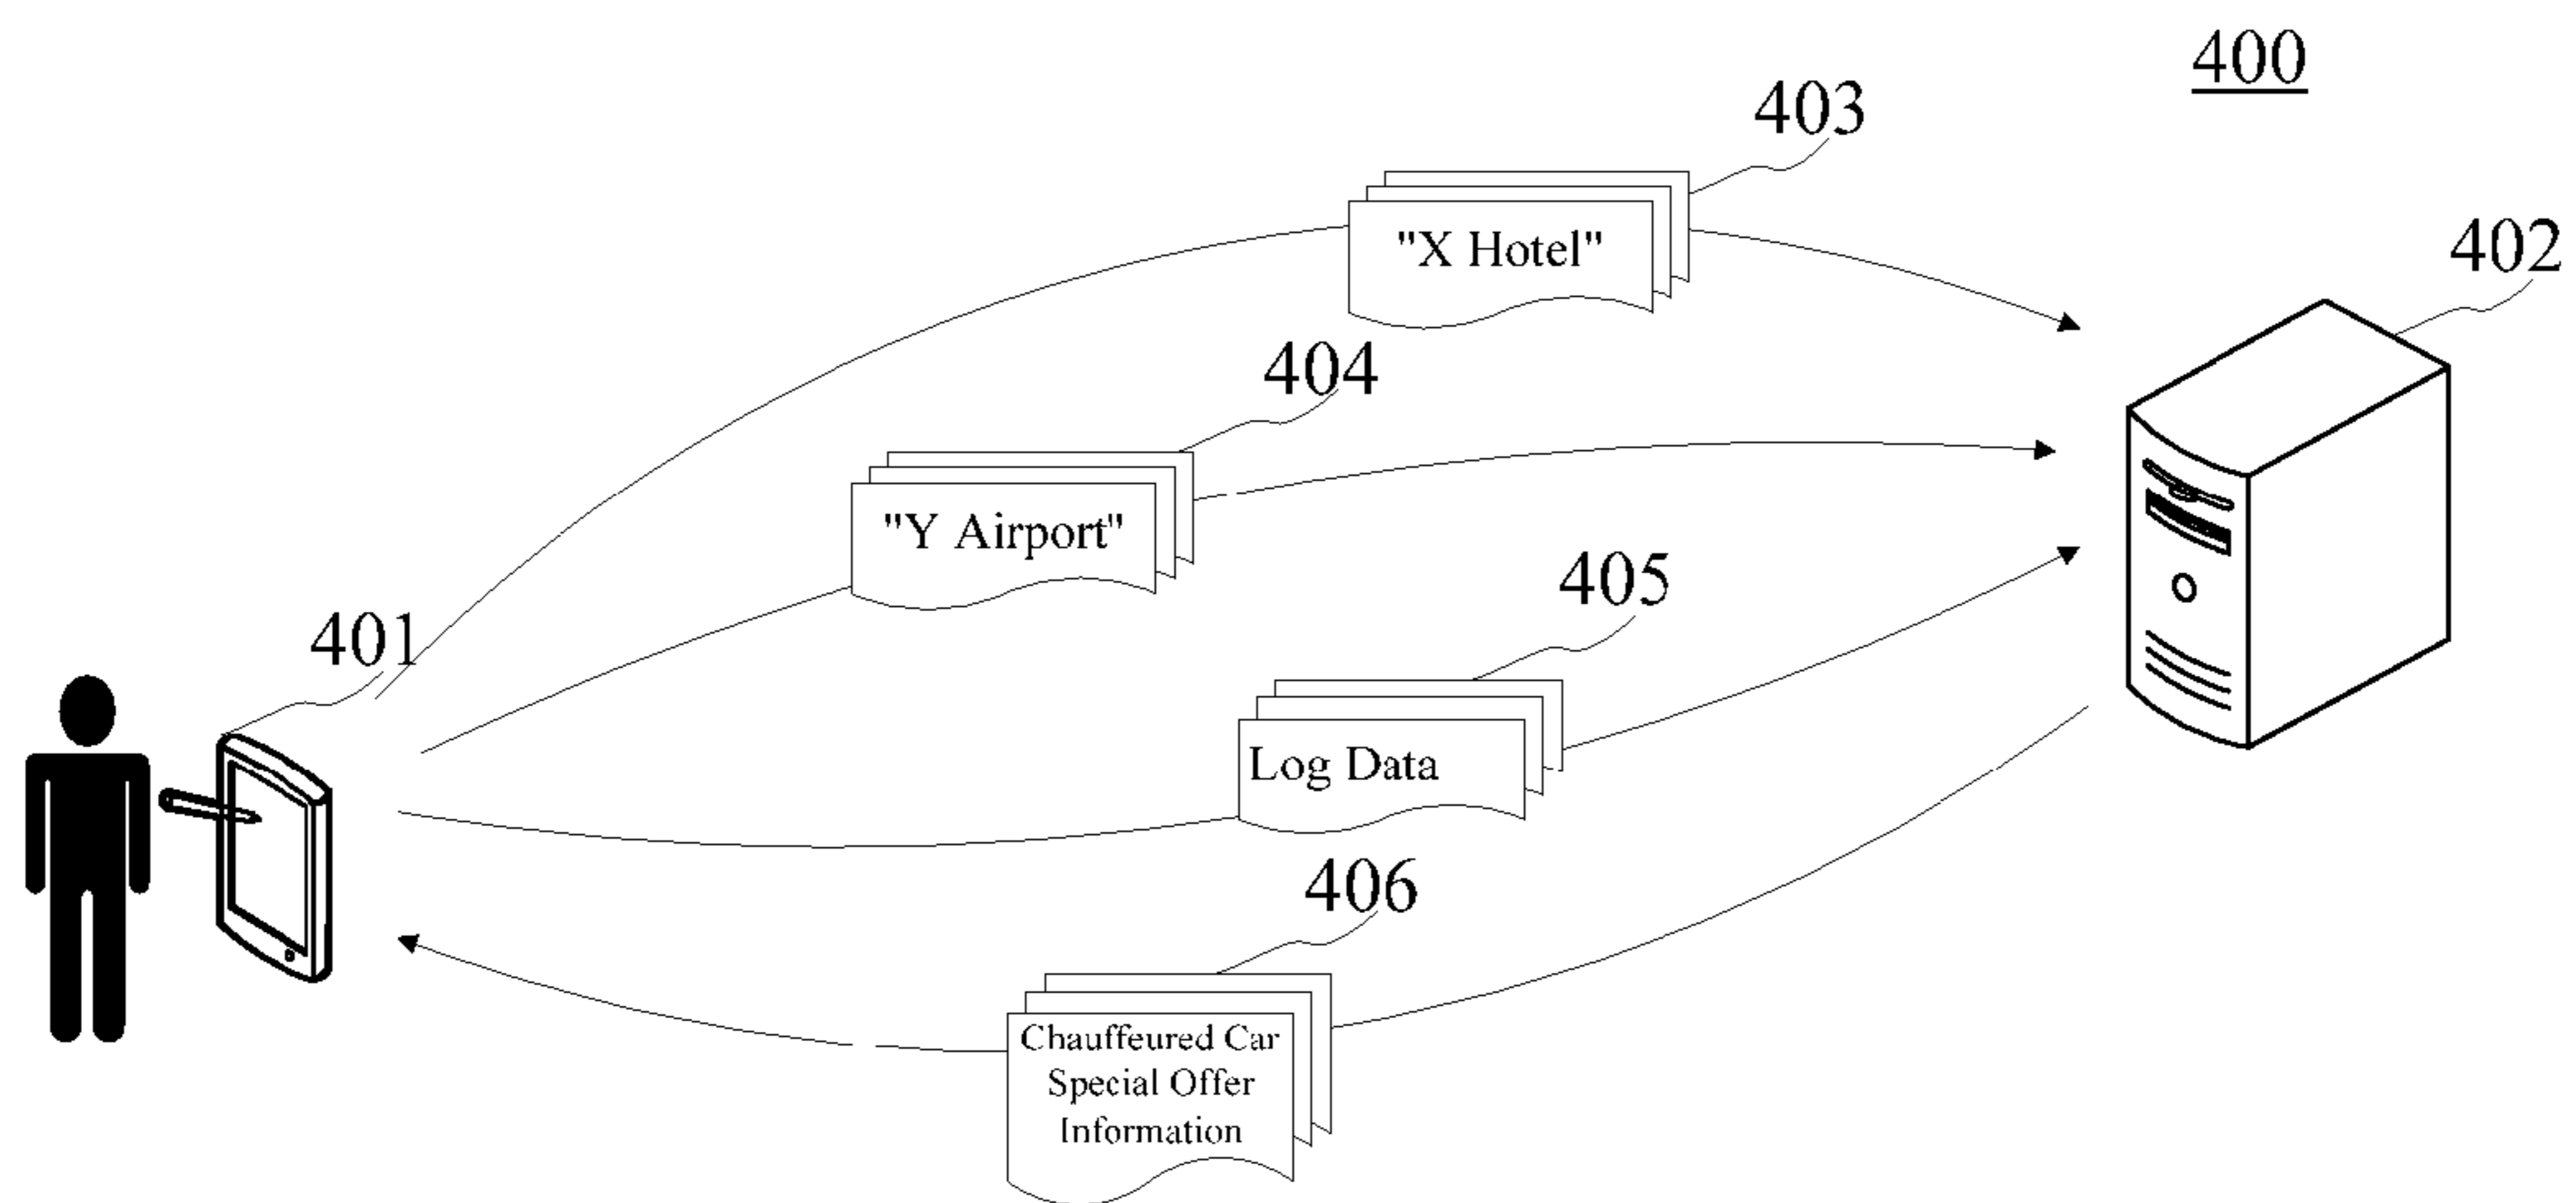 400
403
"X Hotel"
402
404
"Y Airport"
405
401
Log Data
406
Chauffeured Car
Special Offer
Information